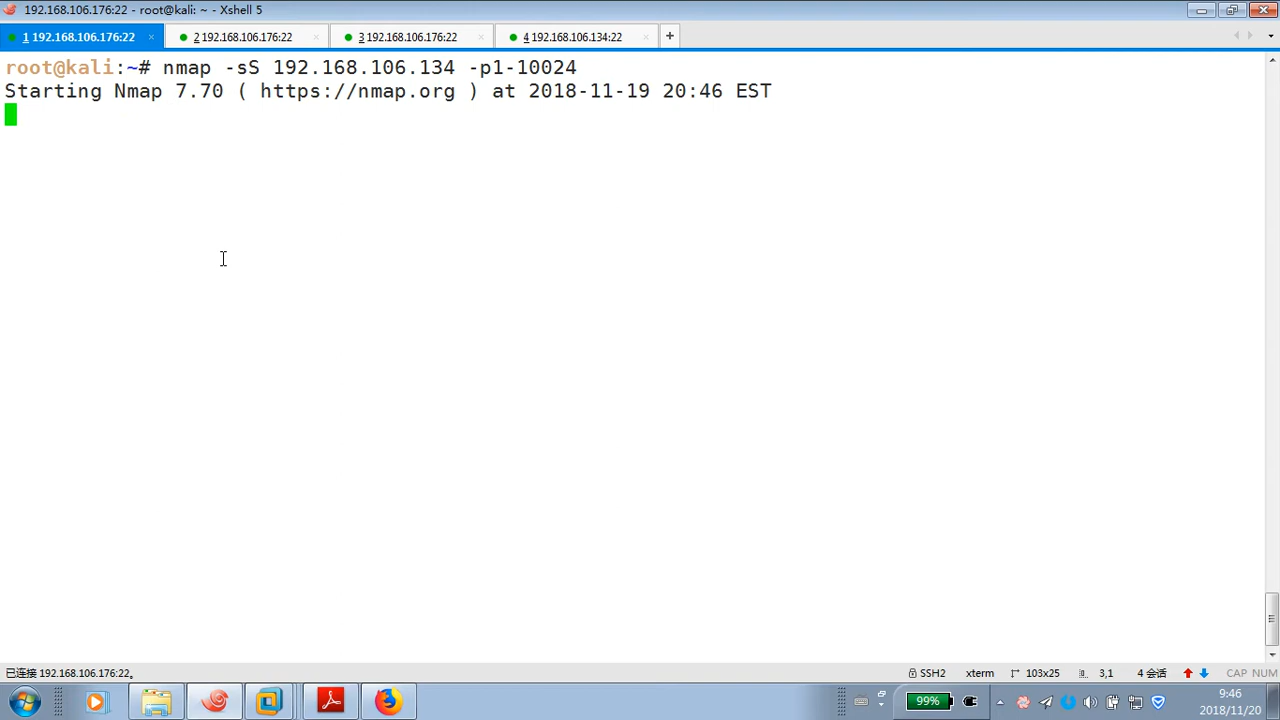 192.168.106.176:22 - root@kali: ~ - Xshell 5
1 192.168.106.176:22 × 2 192.168.106.176:22 × 3 192.168.106.176:22 × 4 192.168.106.134:22 × +
root@kali:~# nmap -sS 192.168.106.134 -p1-10024
Starting Nmap 7.70 ( https://nmap.org ) at 2018-11-19 20:46 EST
已连接 192.168.106.176:22。 SSH2 xterm 103x25 3,1 4 会话 CAP NUM
99% 9:46
2018/11/20